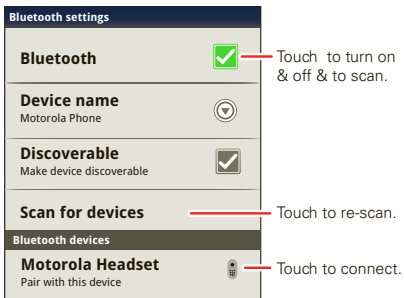 Bluetooth settings
Bluetooth
Touch to turn on
& off & to scan.
Device name
Motorola Phone
Discoverable
Make device discoverable
Scan for devices
Touch to re-scan.
Bluetooth devices
Motorola Headset
Pair with this device
Touch to connect.